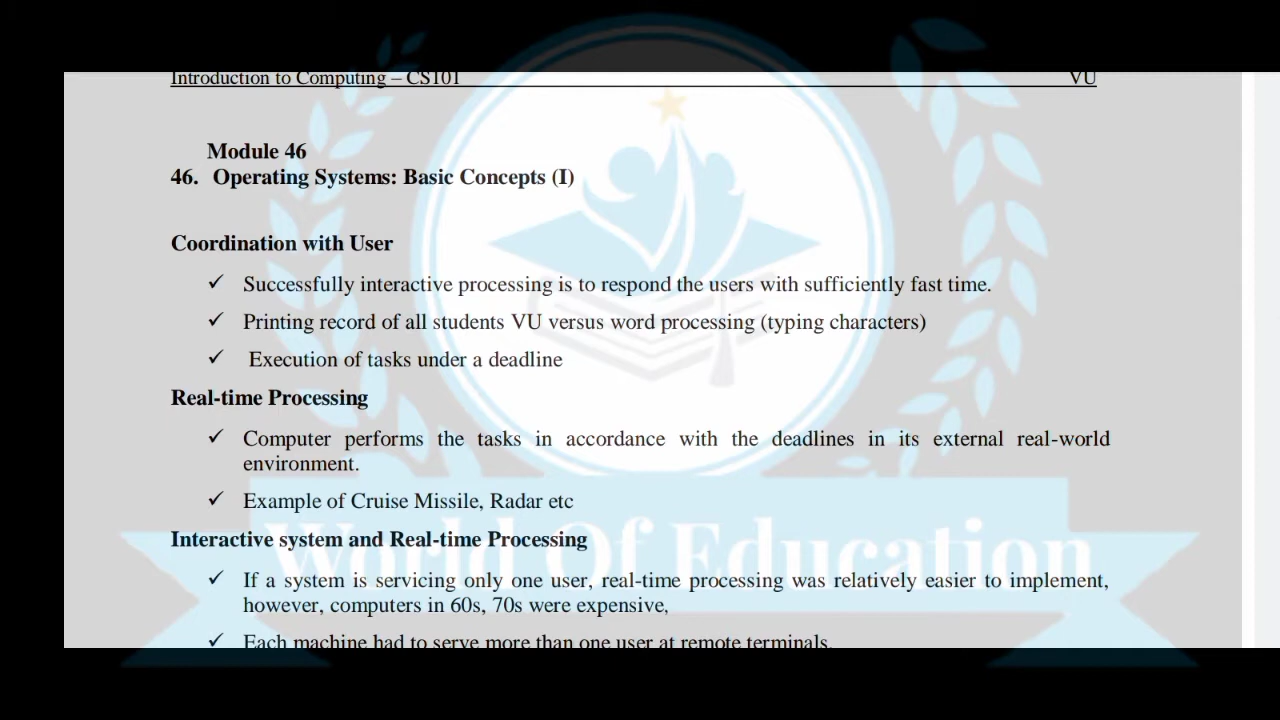 Introduction to Computing – CS101 VU
Module 46
46. Operating Systems: Basic Concepts (I)
Coordination with User
✓ Successfully interactive processing is to respond the users with sufficiently fast time.
✓ Printing record of all students VU versus word processing (typing characters)
✓ Execution of tasks under a deadline
Real-time Processing
✓ Computer performs the tasks in accordance with the deadlines in its external real-world
environment.
✓ Example of Cruise Missile, Radar etc
Interactive system and Real-time Processing
World Of Education
✓ If a system is servicing only one user, real-time processing was relatively easier to implement,
however, computers in 60s, 70s were expensive,
✓ Each machine had to serve more than one user at remote terminals.